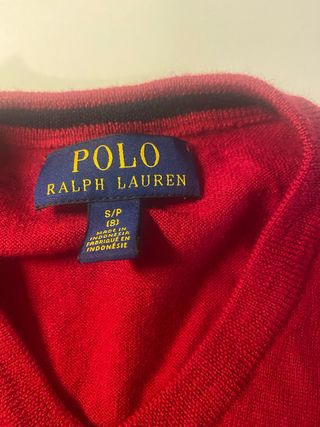 POLO
RALPH LAUREN
S/P
(8)
MADE IN
INDONESIA
FABRIQUÉ EN
INDONÉSIE